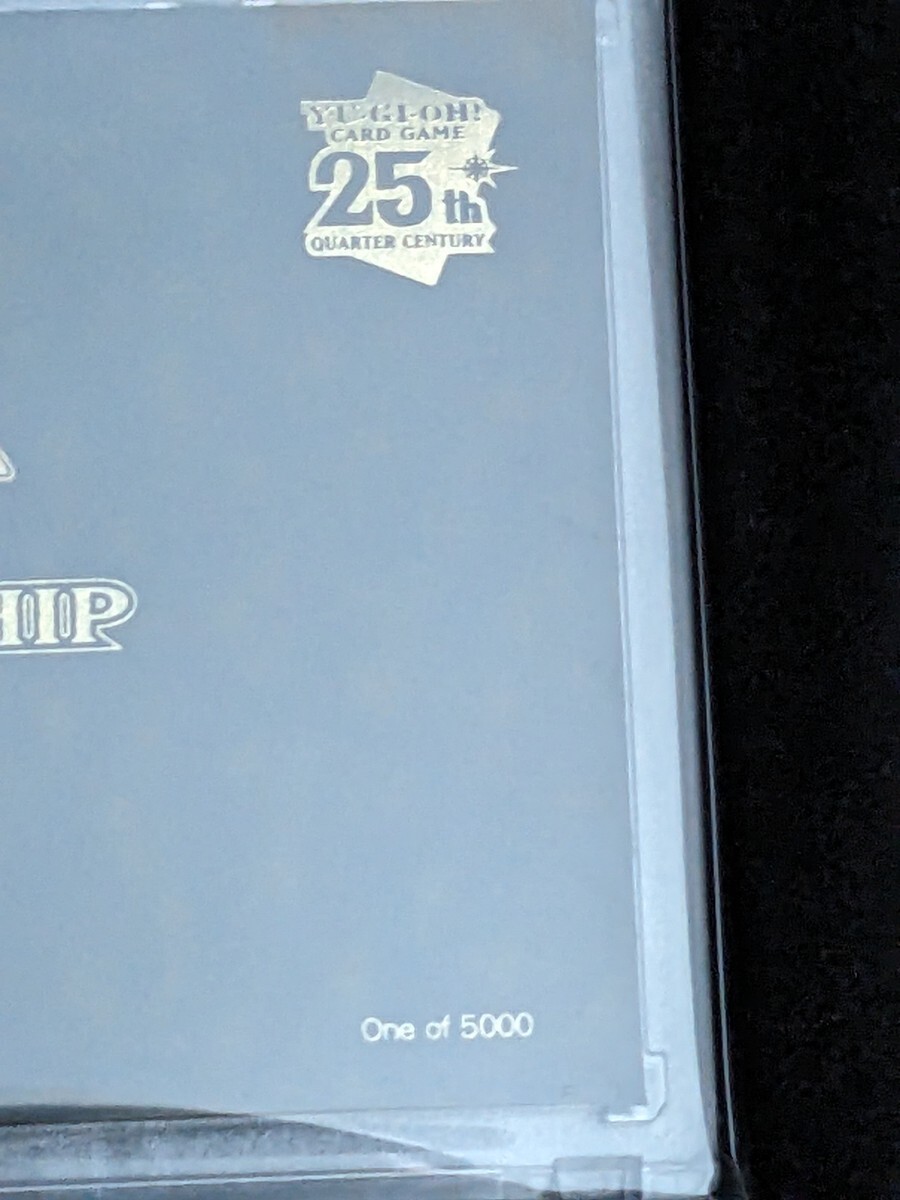 YU-GI-OH!
CARD GAME
25th
QUARTER CENTURY
HIP
One of 5000